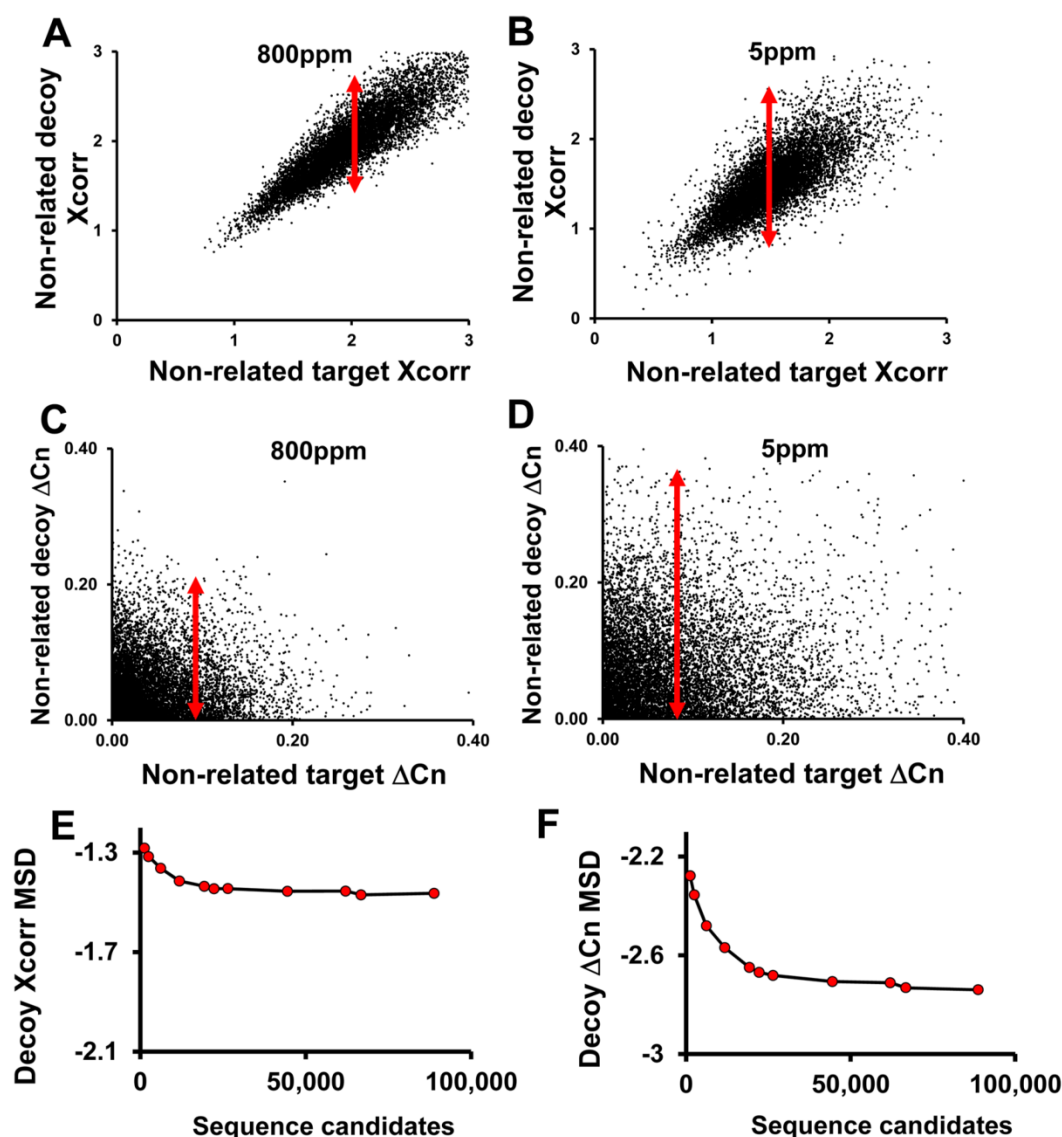 A
B
800ppm
5ppm
Non-related decoy
Xcorr
3
2
1
0
0
1
2
3
Non-related target Xcorr
Non-related decoy
Xcorr
3
2
1
0
0
1
2
3
Non-related target Xcorr
C
D
800ppm
5ppm
Non-related decoy ΔCn
0.40
0.20
0.00
0.00
0.20
0.40
Non-related target ΔCn
Non-related decoy ΔCn
0.40
0.20
0.00
0.00
0.20
0.40
Non-related target ΔCn
E
F
Decoy Xcorr MSD
-1.3
-1.7
-2.1
0
50,000
100,000
Sequence candidates
Decoy ΔCn MSD
-2.2
-2.6
-3
0
50,000
100,000
Sequence candidates